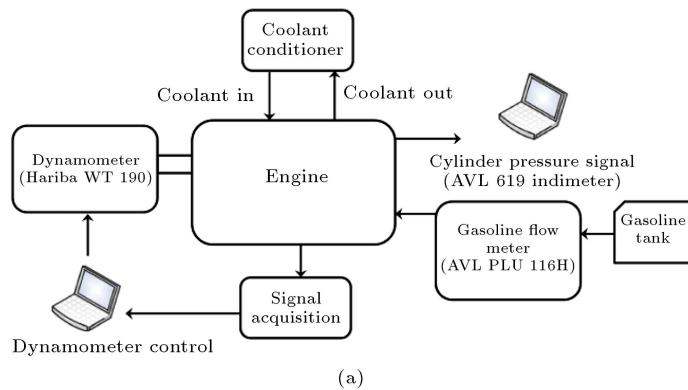 Coolant
conditioner
Coolant in
Coolant out
Dynamometer
(Hariba WT 190)
Engine
Cylinder pressure signal
(AVL 619 indimeter)
Gasoline flow
meter
(AVL PLU 116H)
Gasoline
tank
Signal
acquisition
Dynamometer control
(a)